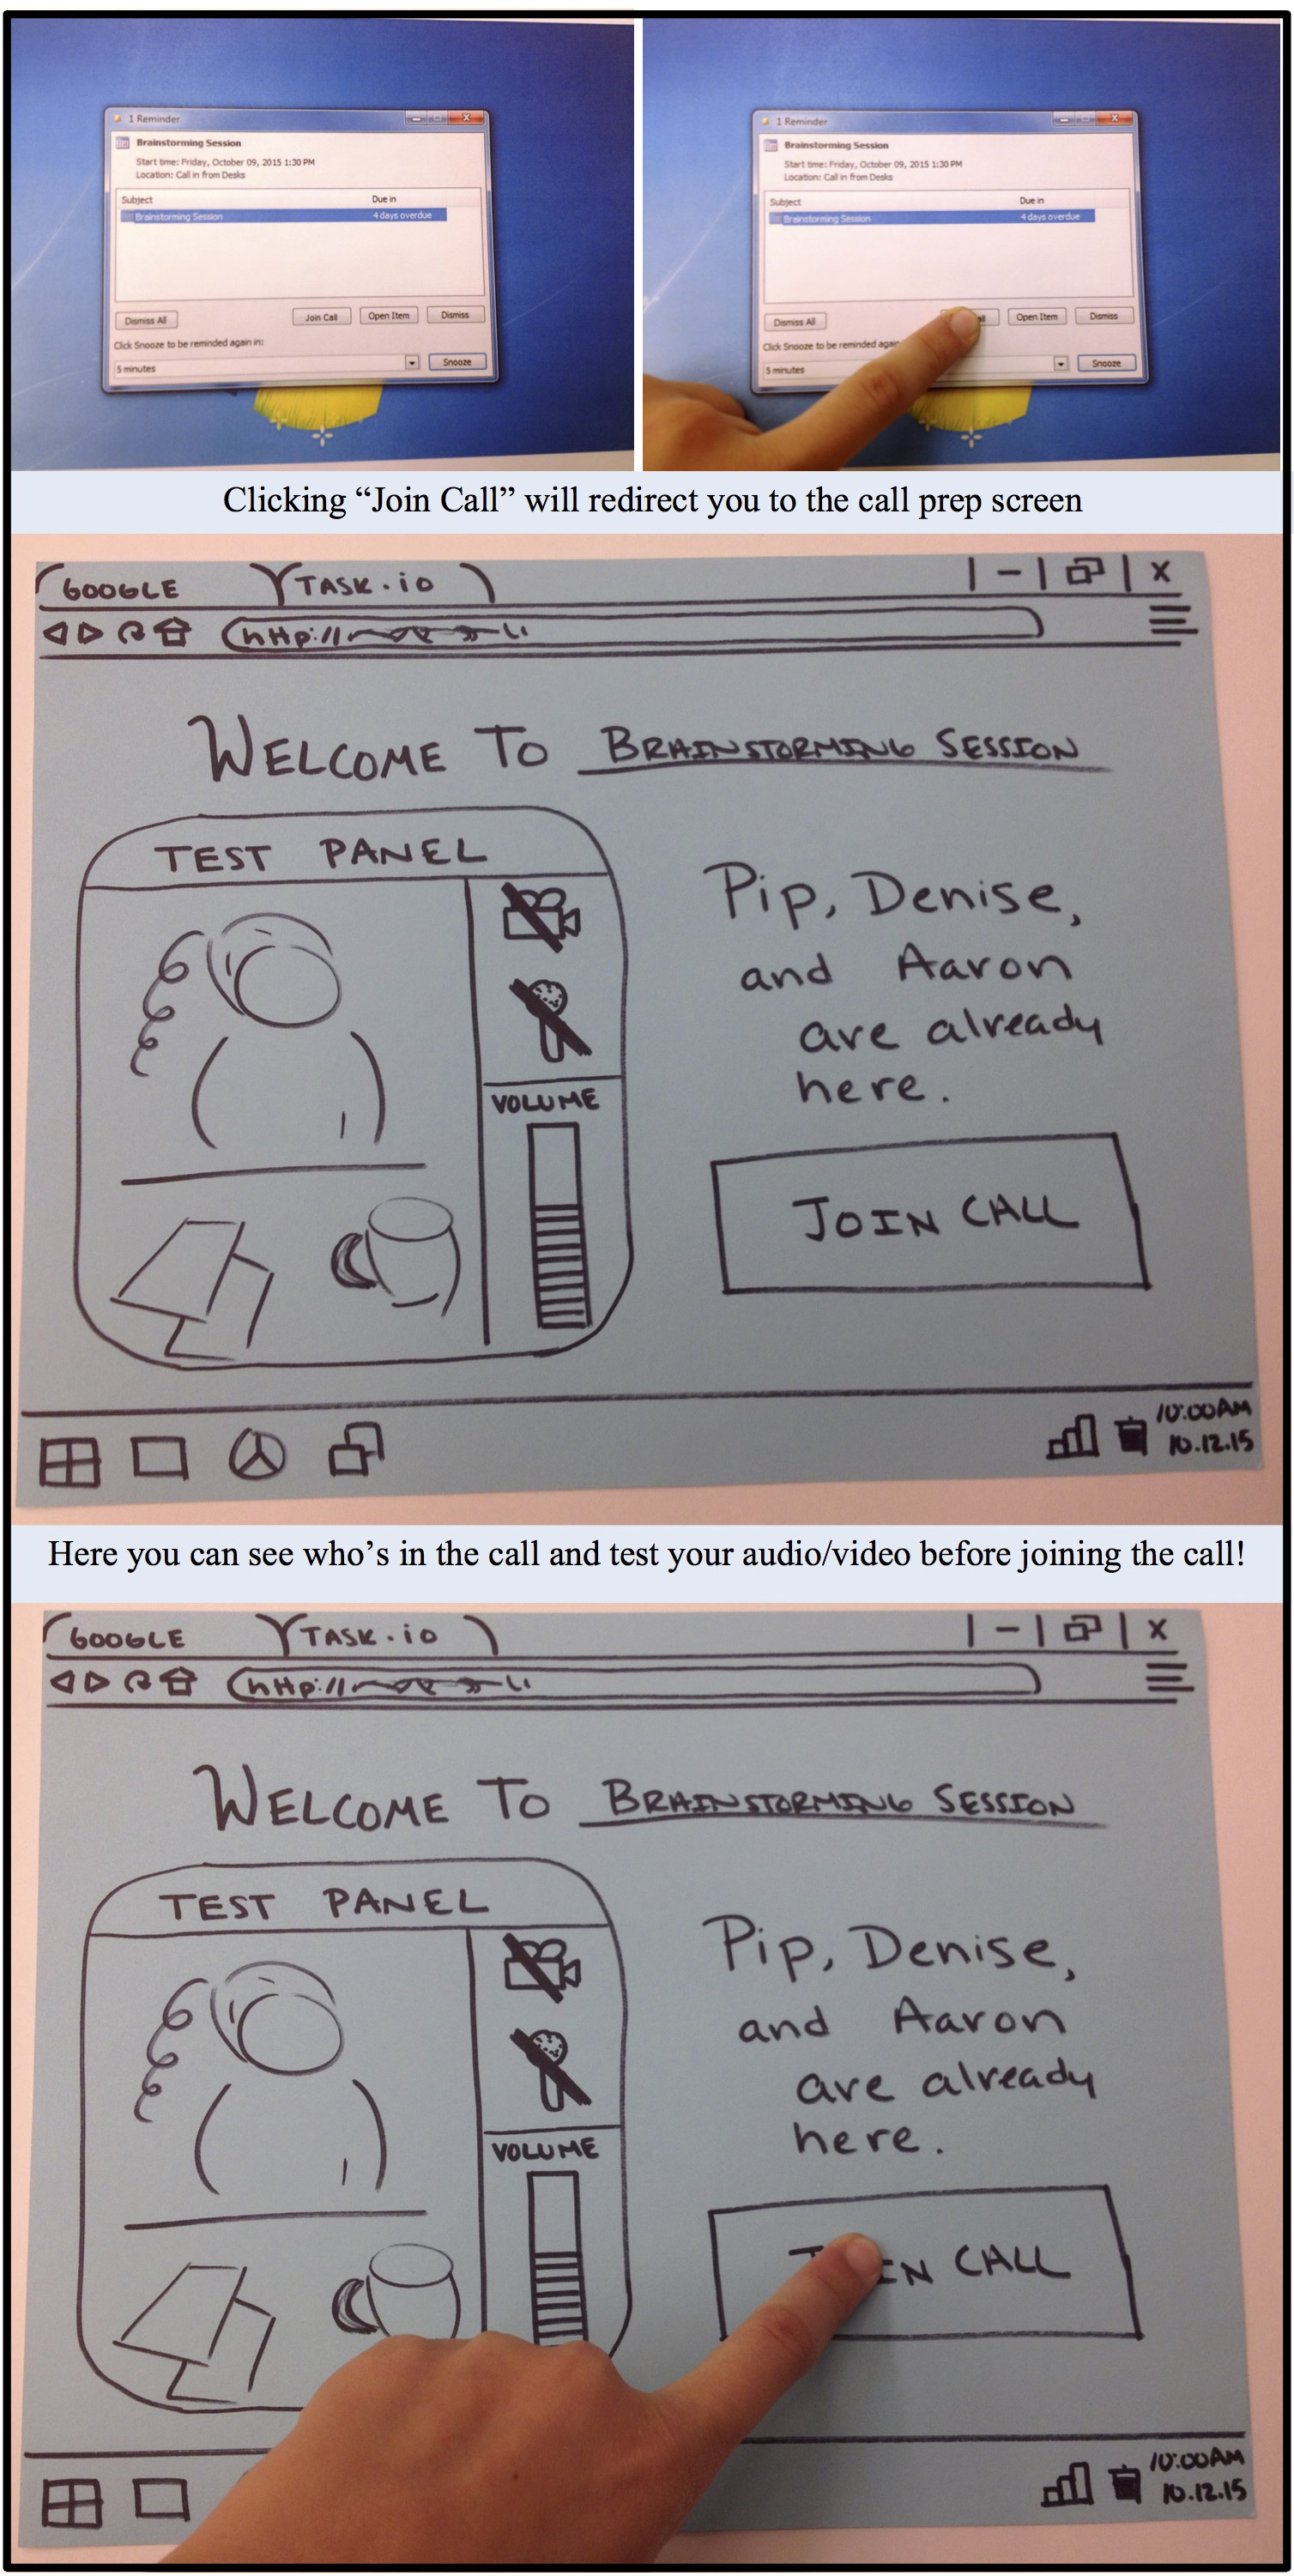 1 Reminder
Brainstorming Session
Start time: Friday, October 09, 2015 1:30 PM
Location: Call in from Desks
Subject Due in
Brainstorming Session 4 days overdue
Dismiss All Join Call Open Item Dismiss
Click Snooze to be reminded again in:
5 minutes Snooze
1 Reminder
Brainstorming Session
Start time: Friday, October 09, 2015 1:30 PM
Location: Call in from Desks
Subject Due in
Brainstorming Session 4 days overdue
Dismiss All Open Item Dismiss
Click Snooze to be reminded again
5 minutes Snooze
Clicking “Join Call” will redirect you to the call prep screen
GOOGLE TASK.io
http://
WELCOME TO BRAINSTORMING SESSION
TEST PANEL
VOLUME
Pip, Denise,
and Aaron
are already
here.
JOIN CALL
10:00AM
10.12.15
Here you can see who’s in the call and test your audio/video before joining the call!
GOOGLE TASK.io
http://
WELCOME TO BRAINSTORMING SESSION
TEST PANEL
VOLUME
Pip, Denise,
and Aaron
are already
here.
CALL
10:00AM
10.12.15